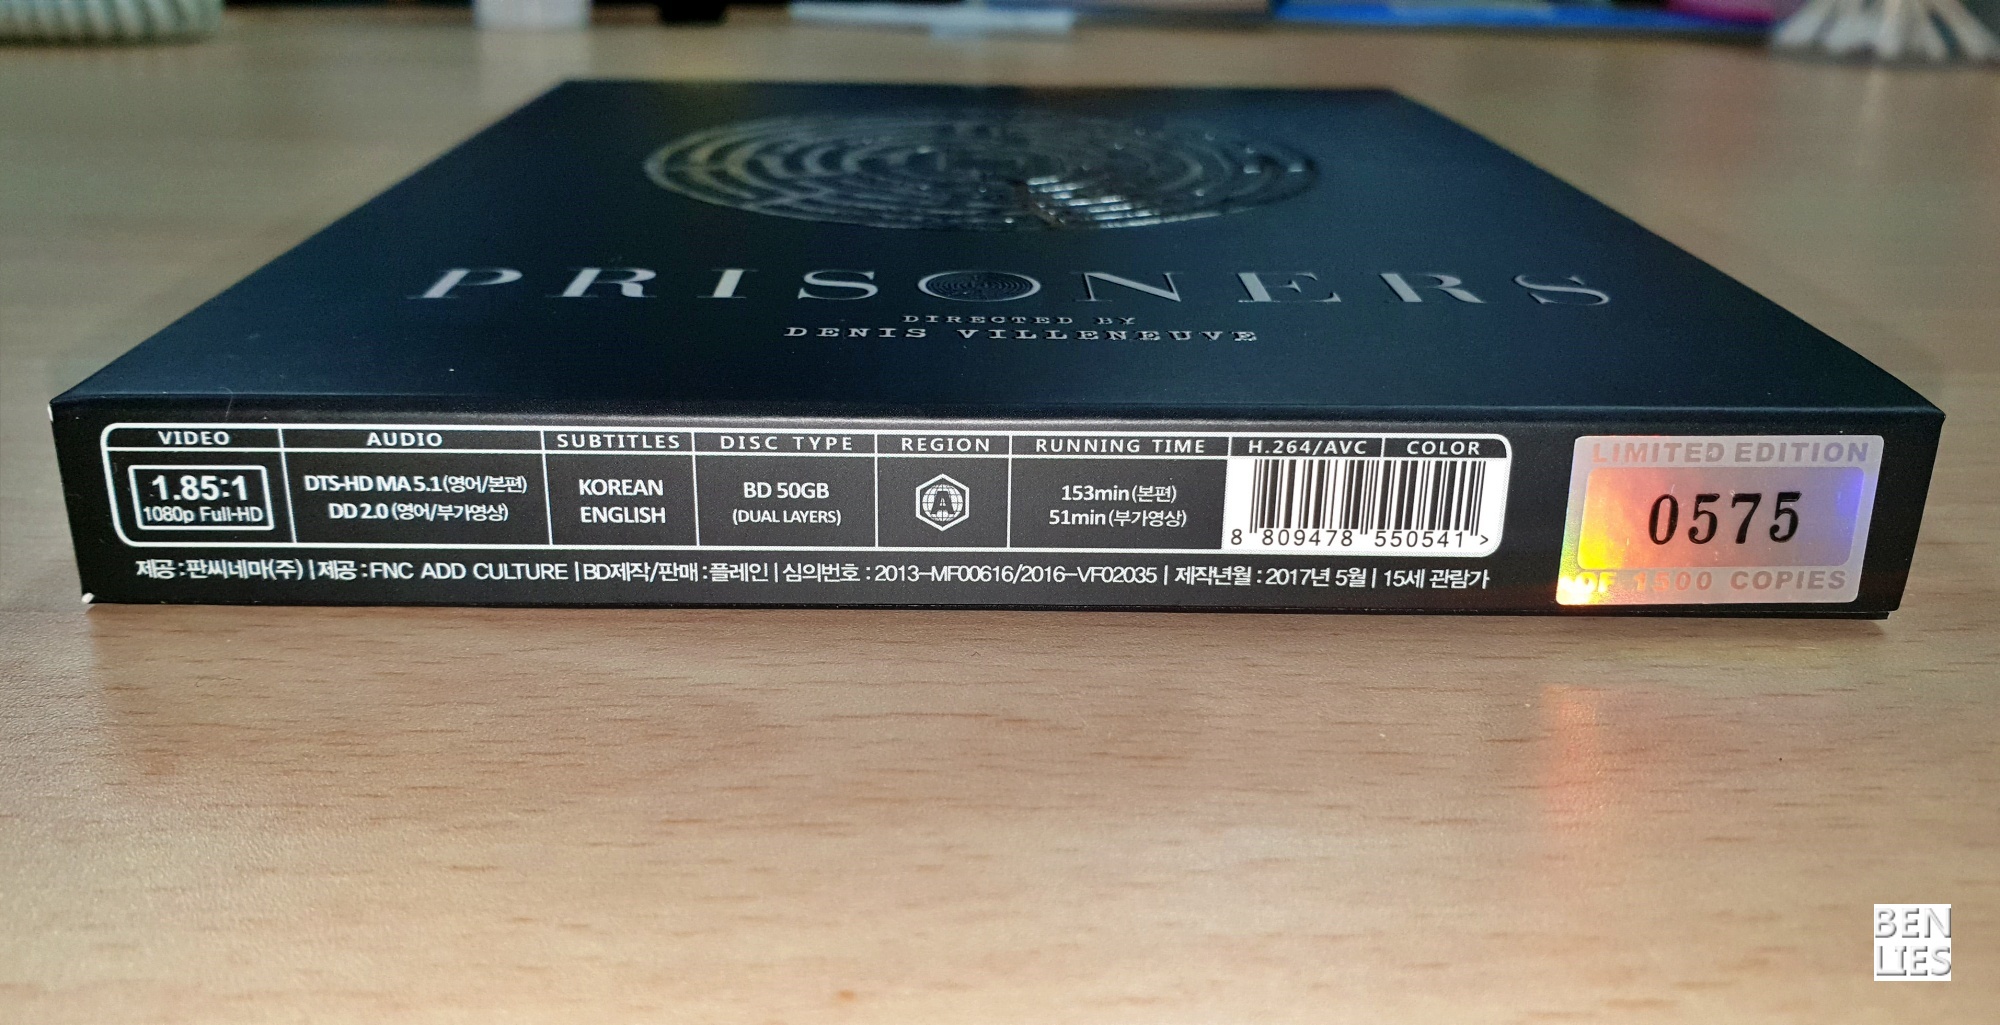 PRISONERS
DIRECTED BY
DENIS VILLENEUVE
VIDEO
1.85:1
1080p Full-HD
AUDIO
DTS-HD MA 5.1(영어/본편)
DD 2.0 (영어/부가영상)
SUBTITLES
KOREAN
ENGLISH
DISC TYPE
BD 50GB
(DUAL LAYERS)
REGION
A
RUNNING TIME
153min(본편)
51min(부가영상)
H.264/AVC
COLOR
8 809478 550541 >
제공:판씨네마(주)|제공:FNC ADD CULTURE|BD제작/판매:플레인|심의번호:2013-MF00616/2016-VF02035|제작년월:2017년 5월|15세 관람가
LIMITED EDITION
0575
OF 1500 COPIES
BEN
LIES